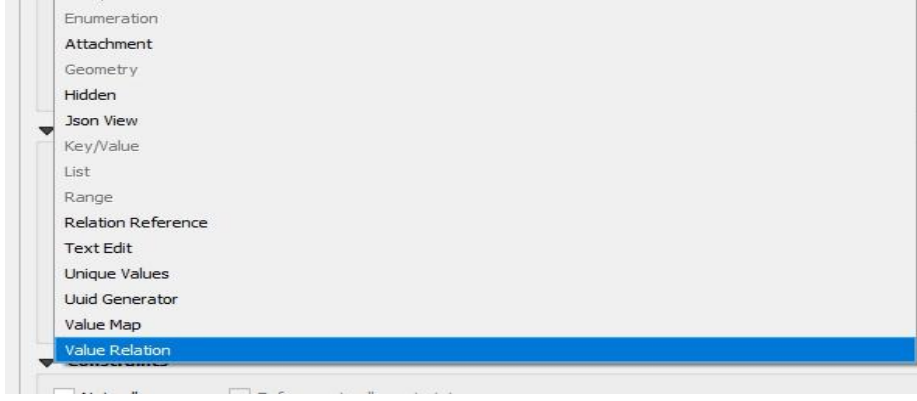 Enumeration
Attachment
Geometry
Hidden
Json View
Key/Value
List
Range
Relation Reference
Text Edit
Unique Values
Uuid Generator
Value Map
Value Relation
Constraints